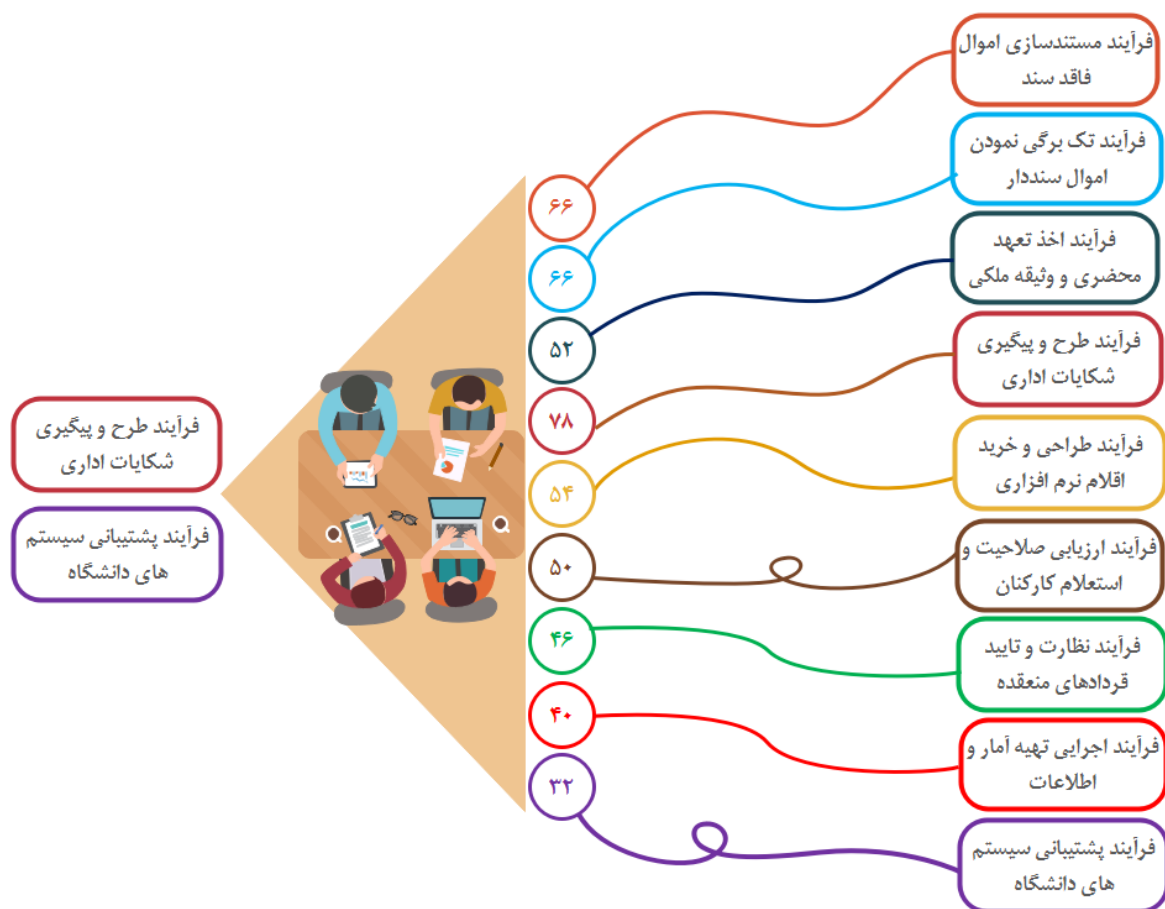 فرآیند مستندسازی اموال
فاقد سند
فرآیند تک برگی نمودن
اموال سنددار
فرآیند اخذ تعهد
محضری و وثیقه ملکی
فرآیند طرح و پیگیری
شکایات اداری
فرآیند طراحی و خرید
اقلام نرم افزاری
فرآیند ارزیابی صلاحیت و
استعلام کارکنان
فرآیند نظارت و تایید
قردادهای منعقده
فرآیند اجرایی تهیه آمار و
اطلاعات
فرآیند پشتیبانی سیستم
های دانشگاه
۶۶
۶۶
۵۲
۷۸
۵۴
۵۰
۴۶
۴۰
۳۲
فرآیند طرح و پیگیری
شکایات اداری
فرآیند پشتیبانی سیستم
های دانشگاه